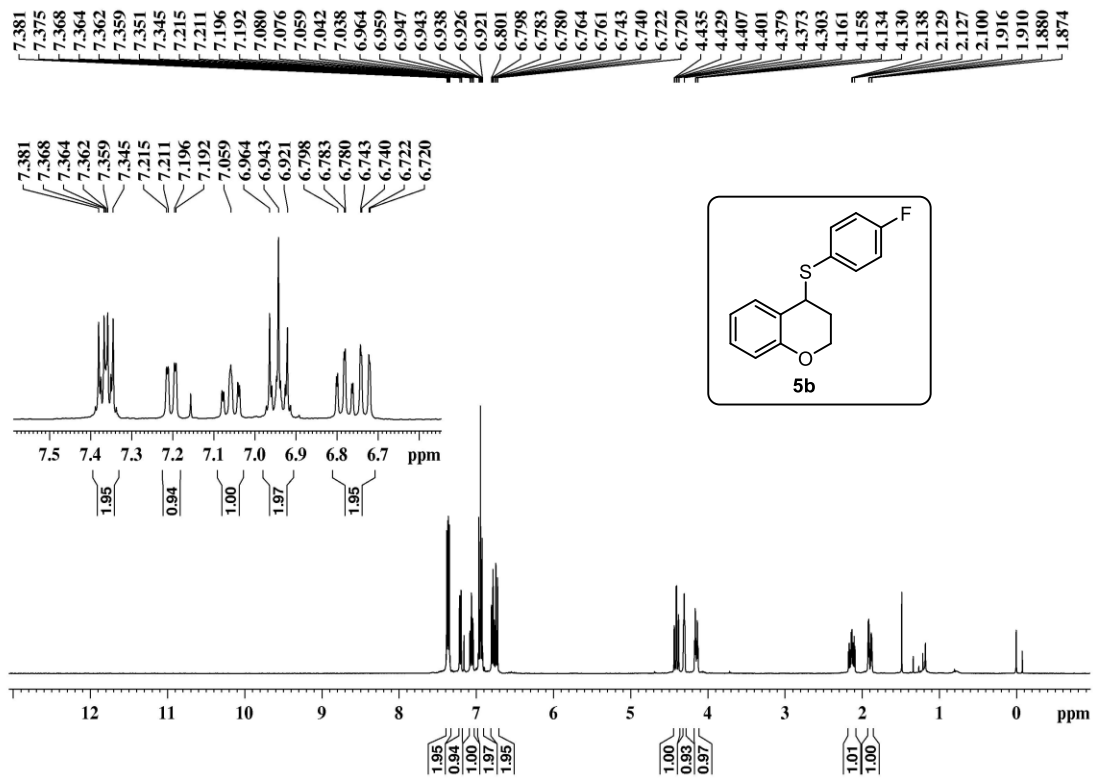 7.381 7.375 7.368 7.364 7.362 7.359 7.351 7.345 7.215 7.211 7.196 7.192 7.080 7.076 7.059 7.042 7.038 6.964 6.959 6.947 6.943 6.938 6.926 6.921 6.801 6.798 6.783 6.780 6.764 6.761 6.743 6.740 6.722 6.720 4.435 4.429 4.407 4.401 4.379 4.373 4.303 4.161 4.158 4.134 4.130 2.138 2.129 2.127 2.100 1.916 1.910 1.880 1.874
7.381 7.368 7.364 7.362 7.359 7.345 7.215 7.211 7.196 7.192 7.059 6.964 6.943 6.921 6.798 6.783 6.780 6.743 6.740 6.722 6.720
F
S
O
5b
7.5 7.4 7.3 7.2 7.1 7.0 6.9 6.8 6.7 ppm
1.95 0.94 1.00 1.97 1.95
12 11 10 9 8 7 6 5 4 3 2 1 0 ppm
1.95 0.94 1.00 1.97 1.95 1.00 0.93 0.97 1.01 1.00